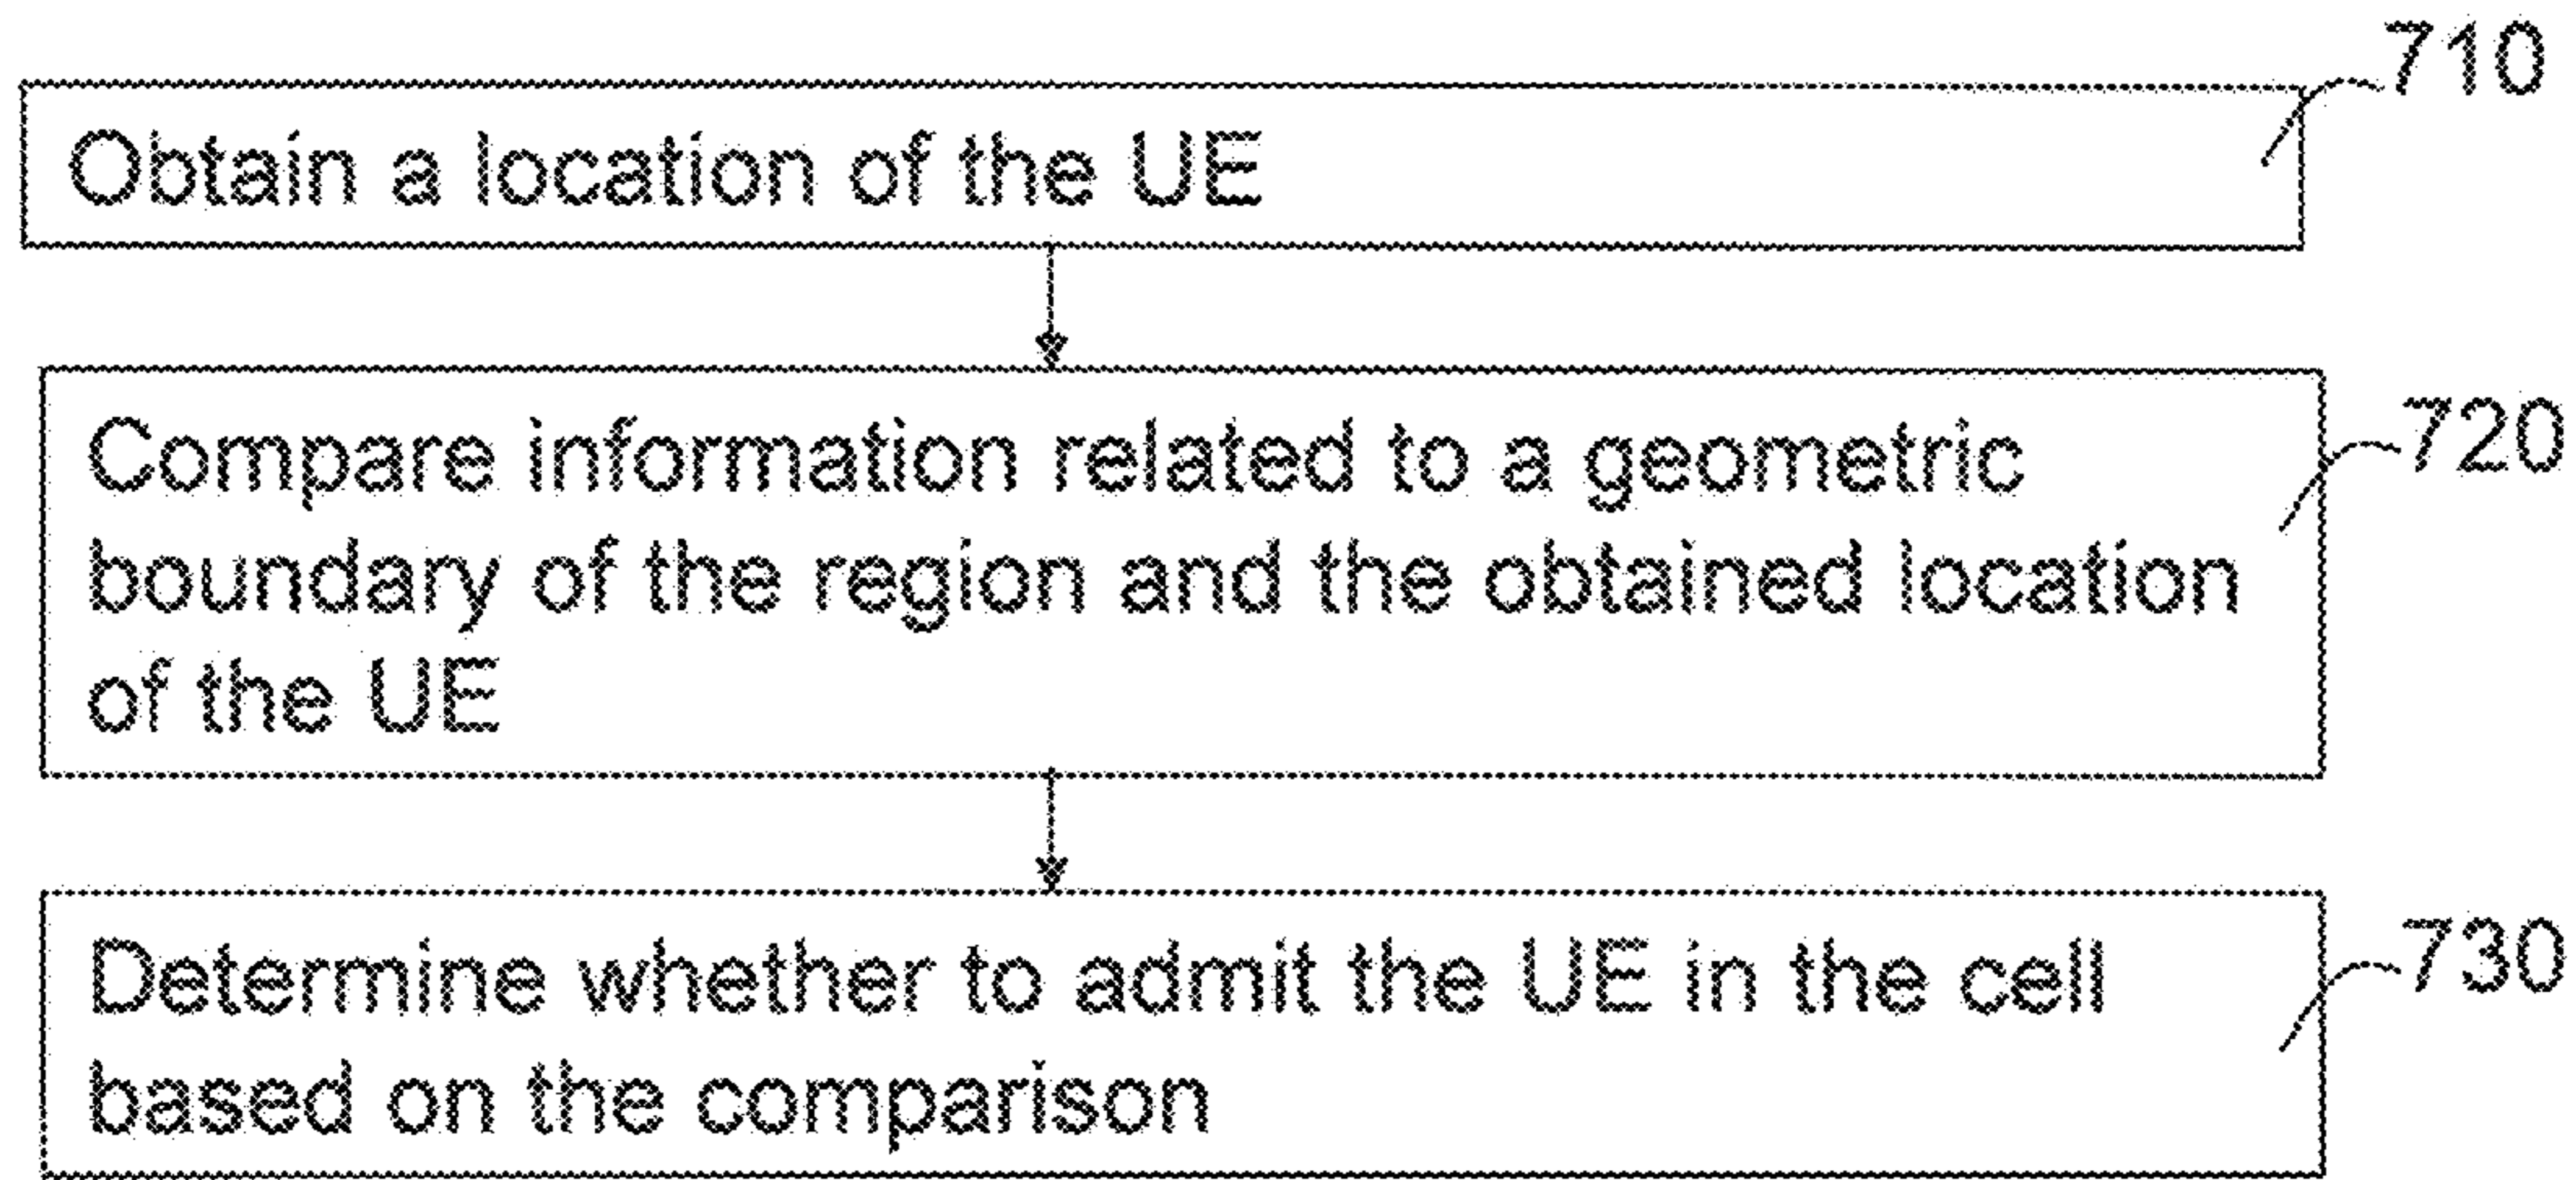 710
Obtain a location of the UE
720
Compare information related to a geometric
boundary of the region and the obtained location
of the UE
730
Determine whether to admit the UE in the cell
based on the comparison